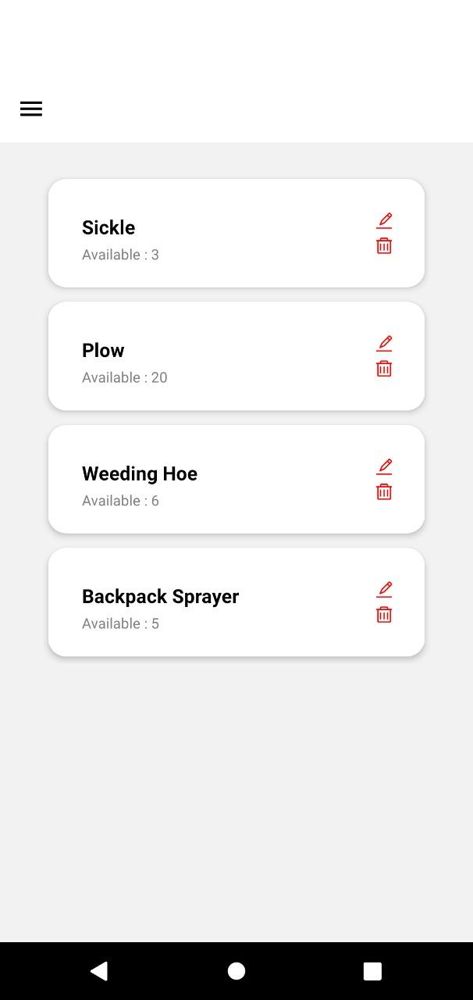 Sickle
Available : 3
Plow
Available : 20
Weeding Hoe
Available : 6
Backpack Sprayer
Available : 5